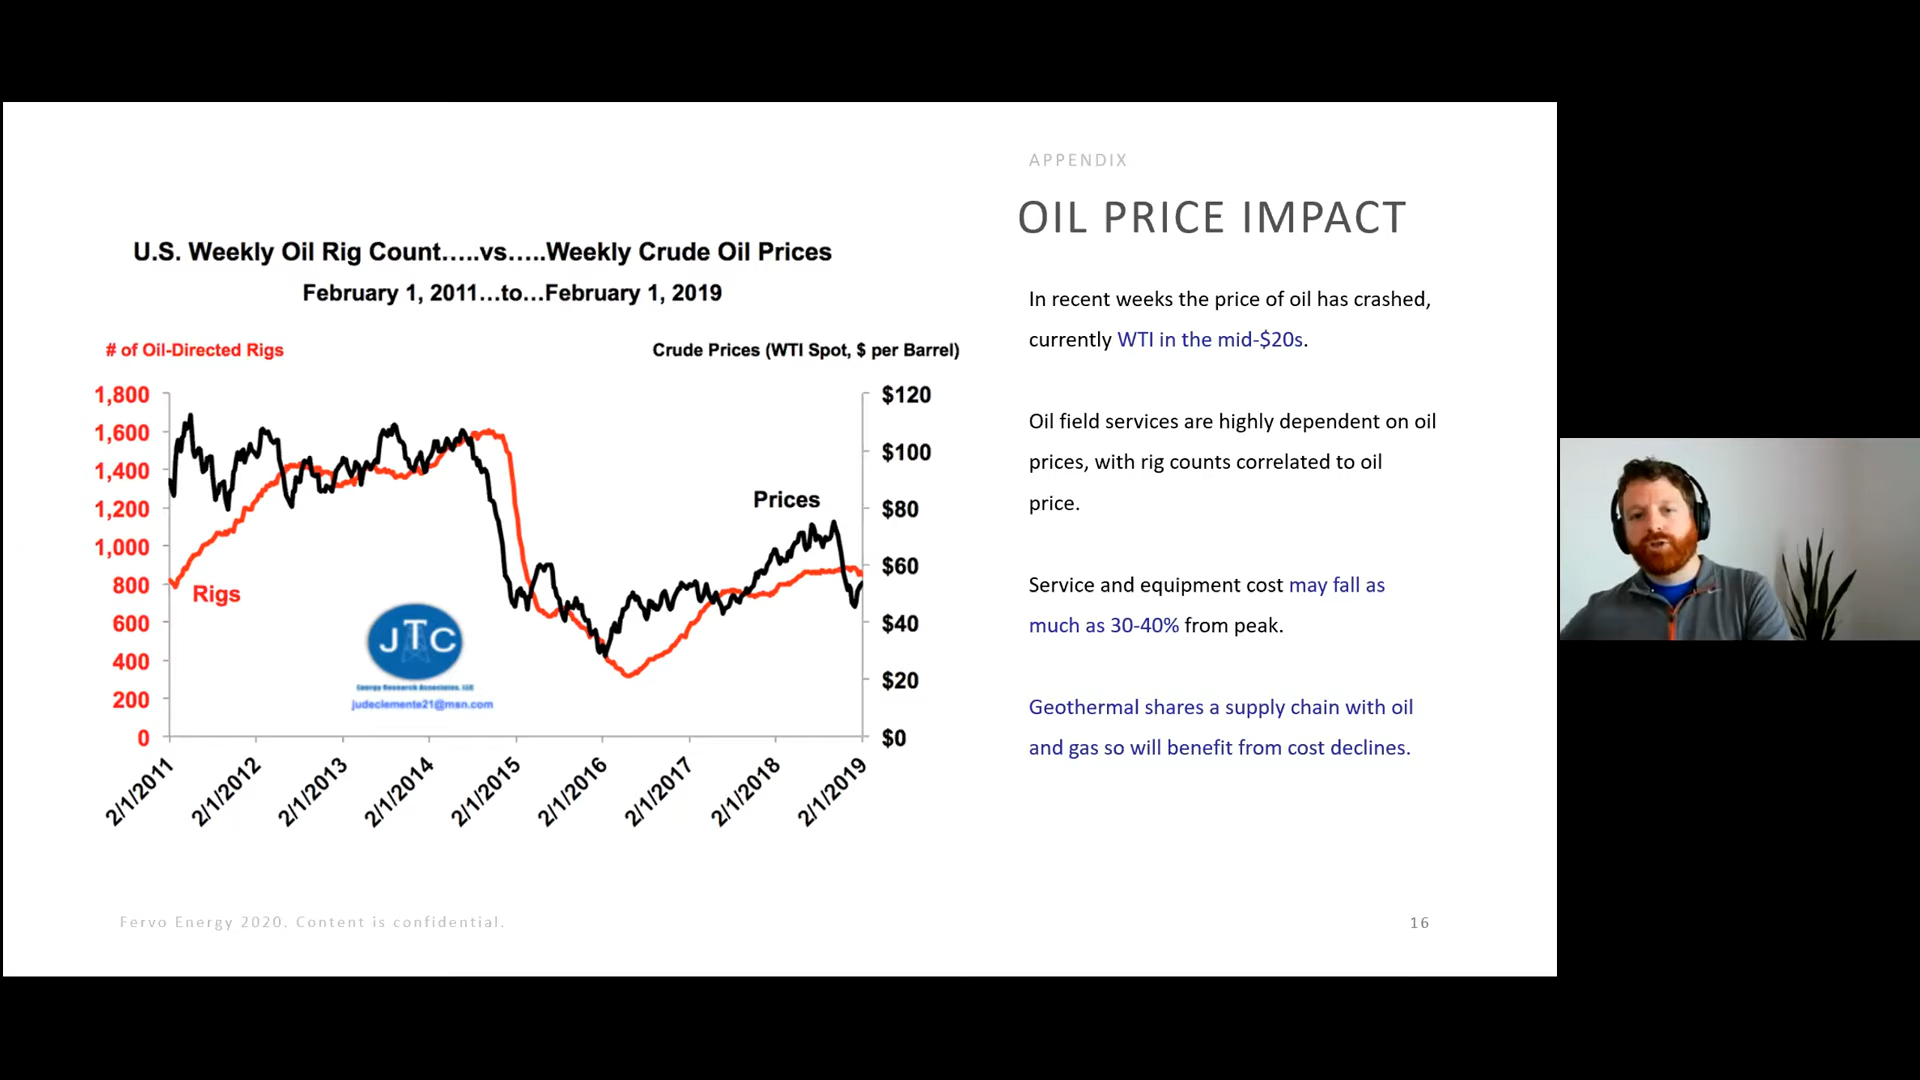 APPENDIX
OIL PRICE IMPACT
U.S. Weekly Oil Rig Count…..vs…..Weekly Crude Oil Prices
February 1, 2011…to…February 1, 2019
# of Oil-Directed Rigs
Crude Prices (WTI Spot, $ per Barrel)
1,800
1,600
1,400
1,200
1,000
800
600
400
200
0
$120
$100
$80
$60
$40
$20
$0
Prices
Rigs
JTC
Energy Research Associates, LLC
judeclemente21@msn.com
2/1/2011
2/1/2012
2/1/2013
2/1/2014
2/1/2015
2/1/2016
2/1/2017
2/1/2018
2/1/2019
In recent weeks the price of oil has crashed,
currently WTI in the mid-$20s.
Oil field services are highly dependent on oil
prices, with rig counts correlated to oil
price.
Service and equipment cost may fall as
much as 30-40% from peak.
Geothermal shares a supply chain with oil
and gas so will benefit from cost declines.
Fervo Energy 2020. Content is confidential.
16